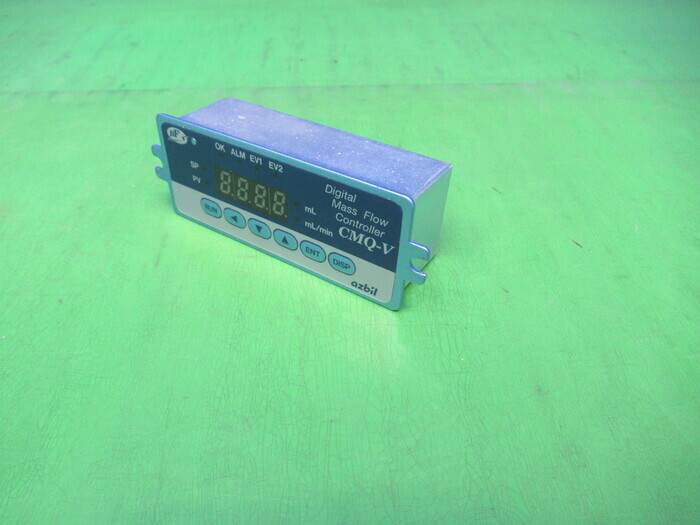 μF
OK ALM EV1 EV2
SP
PV
8.8.8.8
mL
mL/min
Digital
Mass Flow
Controller
CMQ-V
RUN ENT DISP
azbil